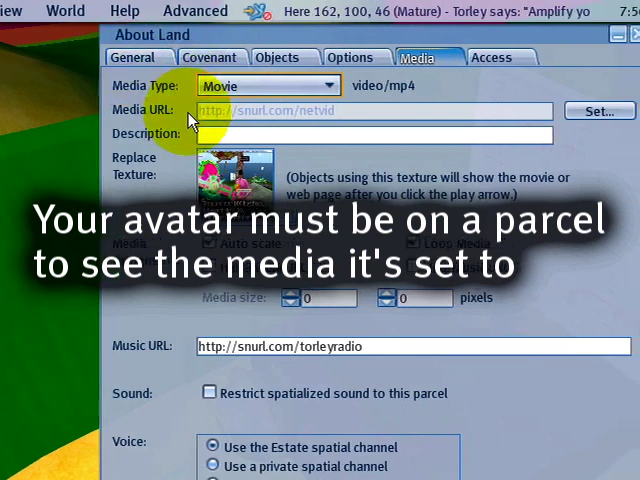 iew World Help Advanced Here 162, 100, 46 (Mature) - Torley says: "Amplify yo 7:5
About Land
General Covenant Objects Options Media Access
Media Type: Movie video/mp4
Media URL: http://snurl.com/netvid Set...
Description:
Replace Texture:
(Objects using this texture will show the movie or
web page after you click the play arrow.)
Your avatar must be on a parcel
to see the media it's set to
Media Auto scale Loop Media
Media size: 0 0 pixels
Music URL: http://snurl.com/torleyradio
Sound: Restrict spatialized sound to this parcel
Voice: Use the Estate spatial channel
Use a private spatial channel